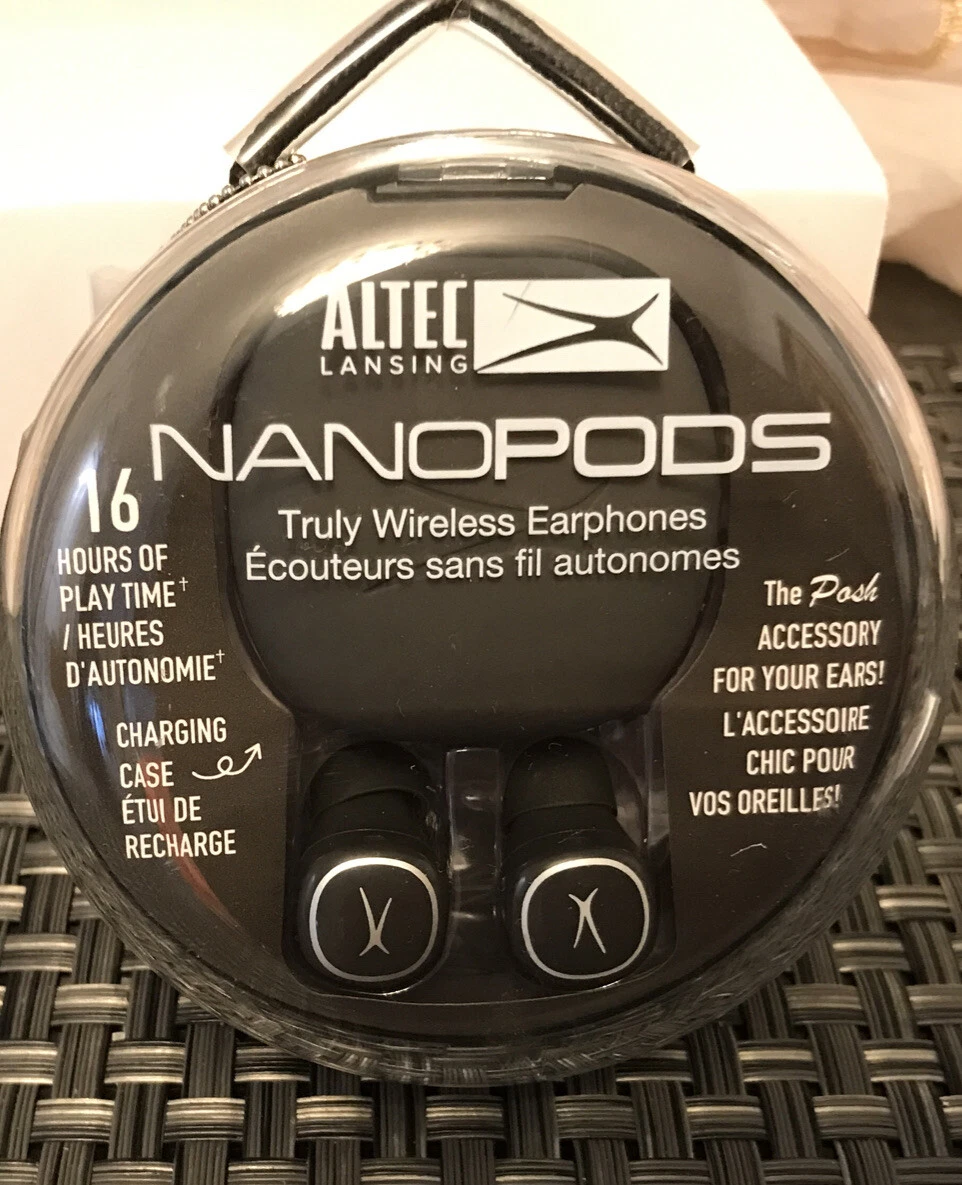 ALTEC
LANSING
NANOPODS
Truly Wireless Earphones
Écouteurs sans fil autonomes
16
HOURS OF
PLAY TIME†
/ HEURES
D'AUTONOMIE†
CHARGING
CASE
ÉTUI DE
RECHARGE
The Posh
ACCESSORY
FOR YOUR EARS!
L'ACCESSOIRE
CHIC POUR
VOS OREILLES!